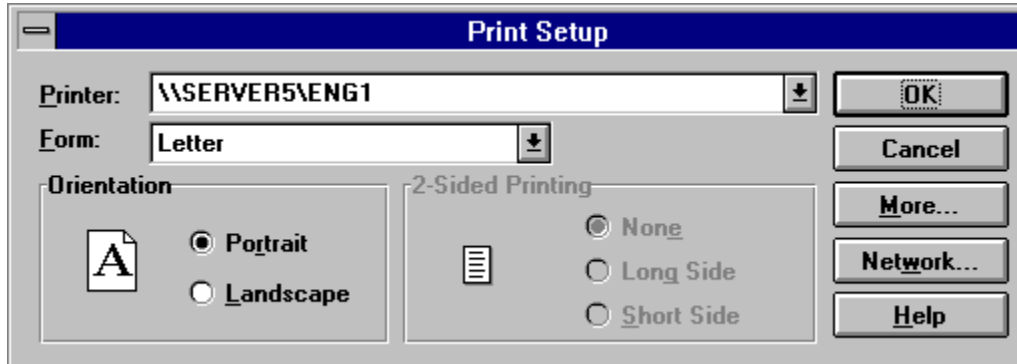 Print Setup
Printer: \\SERVER5\ENG1 OK
Form: Letter Cancel
Orientation 2-Sided Printing More...
A Portrait None
Landscape Long Side Network...
Short Side Help